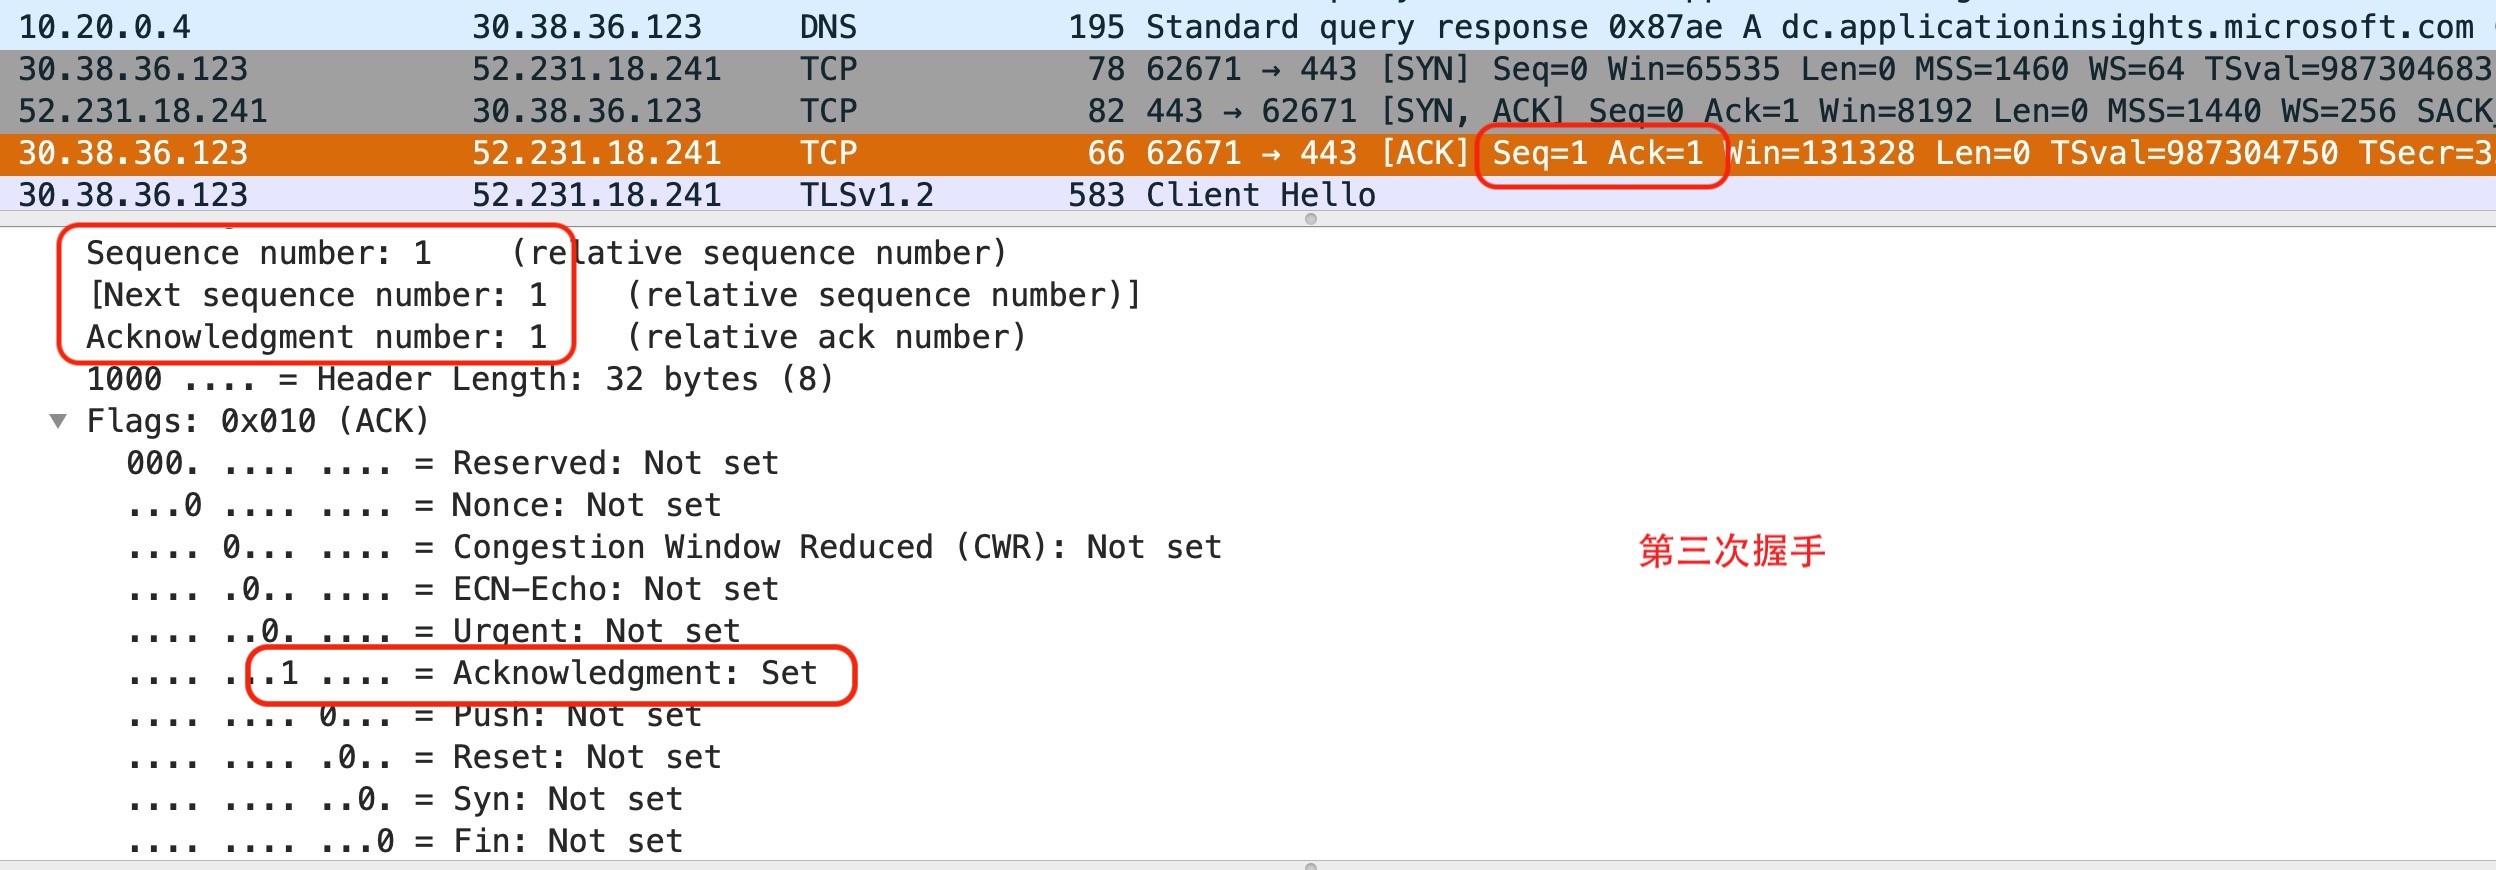 10.20.0.4 30.38.36.123 DNS 195 Standard query response 0x87ae A dc.applicationinsights.microsoft.com
30.38.36.123 52.231.18.241 TCP 78 62671 → 443 [SYN] Seq=0 Win=65535 Len=0 MSS=1460 WS=64 TSval=987304683
52.231.18.241 30.38.36.123 TCP 82 443 → 62671 [SYN, ACK] Seq=0 Ack=1 Win=8192 Len=0 MSS=1440 WS=256 SACK_
30.38.36.123 52.231.18.241 TCP 66 62671 → 443 [ACK] Seq=1 Ack=1 Win=131328 Len=0 TSval=987304750 TSecr=3
30.38.36.123 52.231.18.241 TLSv1.2 583 Client Hello
Sequence number: 1 (relative sequence number)
[Next sequence number: 1 (relative sequence number)]
Acknowledgment number: 1 (relative ack number)
1000 .... = Header Length: 32 bytes (8)
Flags: 0x010 (ACK)
000. .... .... = Reserved: Not set
...0 .... .... = Nonce: Not set
.... 0... .... = Congestion Window Reduced (CWR): Not set
第三次握手
.... .0.. .... = ECN-Echo: Not set
.... ..0. .... = Urgent: Not set
.... ...1 .... = Acknowledgment: Set
.... .... 0... = Push: Not set
.... .... .0.. = Reset: Not set
.... .... ..0. = Syn: Not set
.... .... ...0 = Fin: Not set